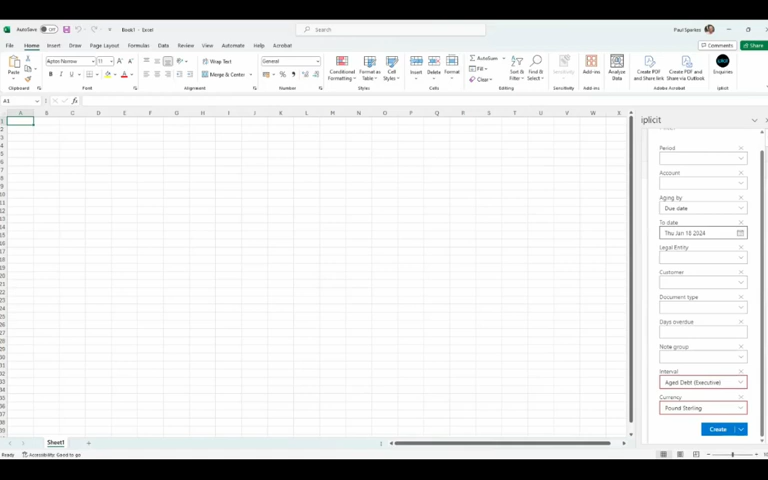 AutoSave Off Book1 - Excel Search Paul Sparkes
File Home Insert Draw Page Layout Formulas Data Review View Automate Help Acrobat Comments Share
Paste Aptos Narrow 11 A A Wrap Text General Conditional Formatting Format as Table Cell Styles Insert Delete Format AutoSum Sort & Filter Find & Select Sensitivity Add-ins Analyze Data Create PDF and Share link Create PDF and Share via Outlook Enquiries
B I U Merge & Center Fill
Clear
Clipboard Font Alignment Number Styles Cells Editing Sensitivity Add-ins Adobe Acrobat iplicit
A1 fx
A B C D E F G H I J K L M N O P Q R S T U V W X
iplicit
Period
Account
Aging by
Due date
To date
Thu Jan 18 2024
Legal Entity
Customer
Document type
Days overdue
Note group
Interval
Aged Debt (Executive)
Currency
Pound Sterling
Create
Sheet1
Ready Accessibility: Good to go